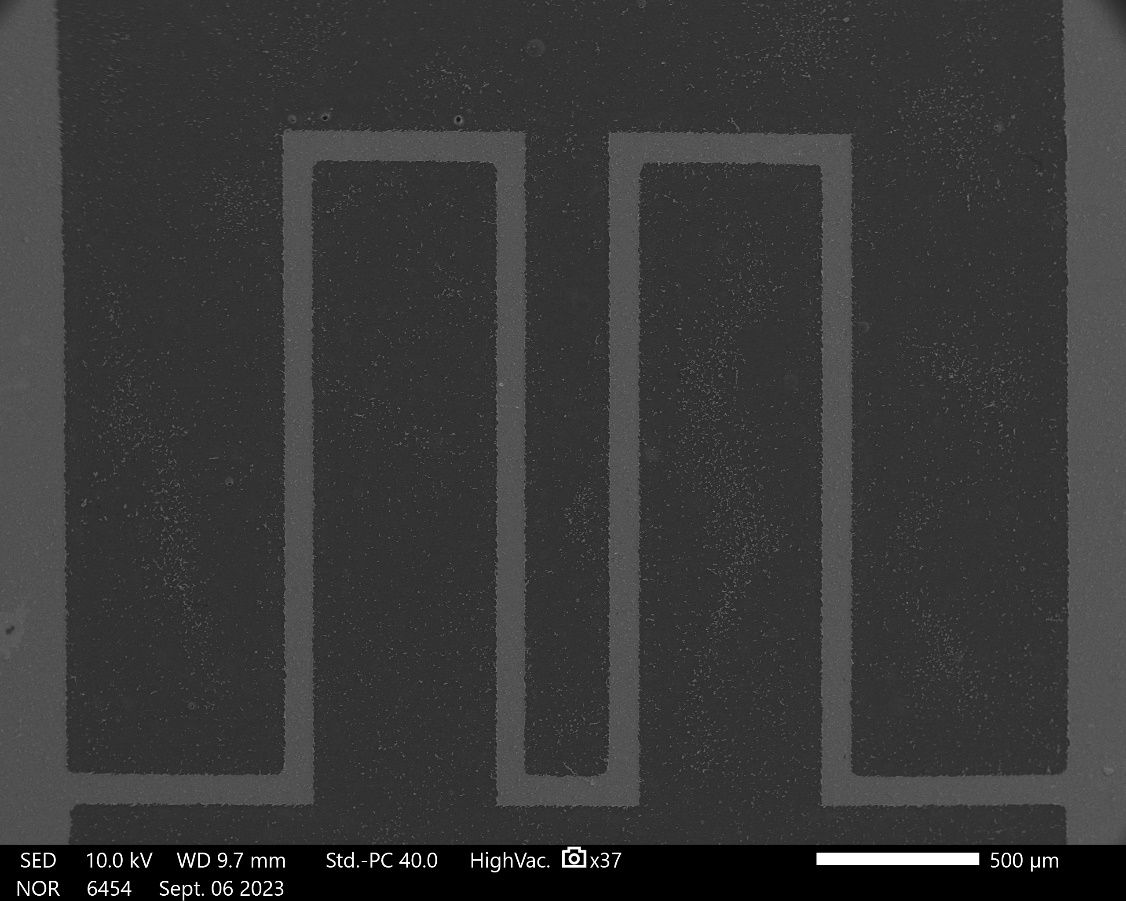 SED 10.0 kV WD 9.7 mm Std.-PC 40.0 HighVac. x37 500 µm
NOR 6454 Sept. 06 2023